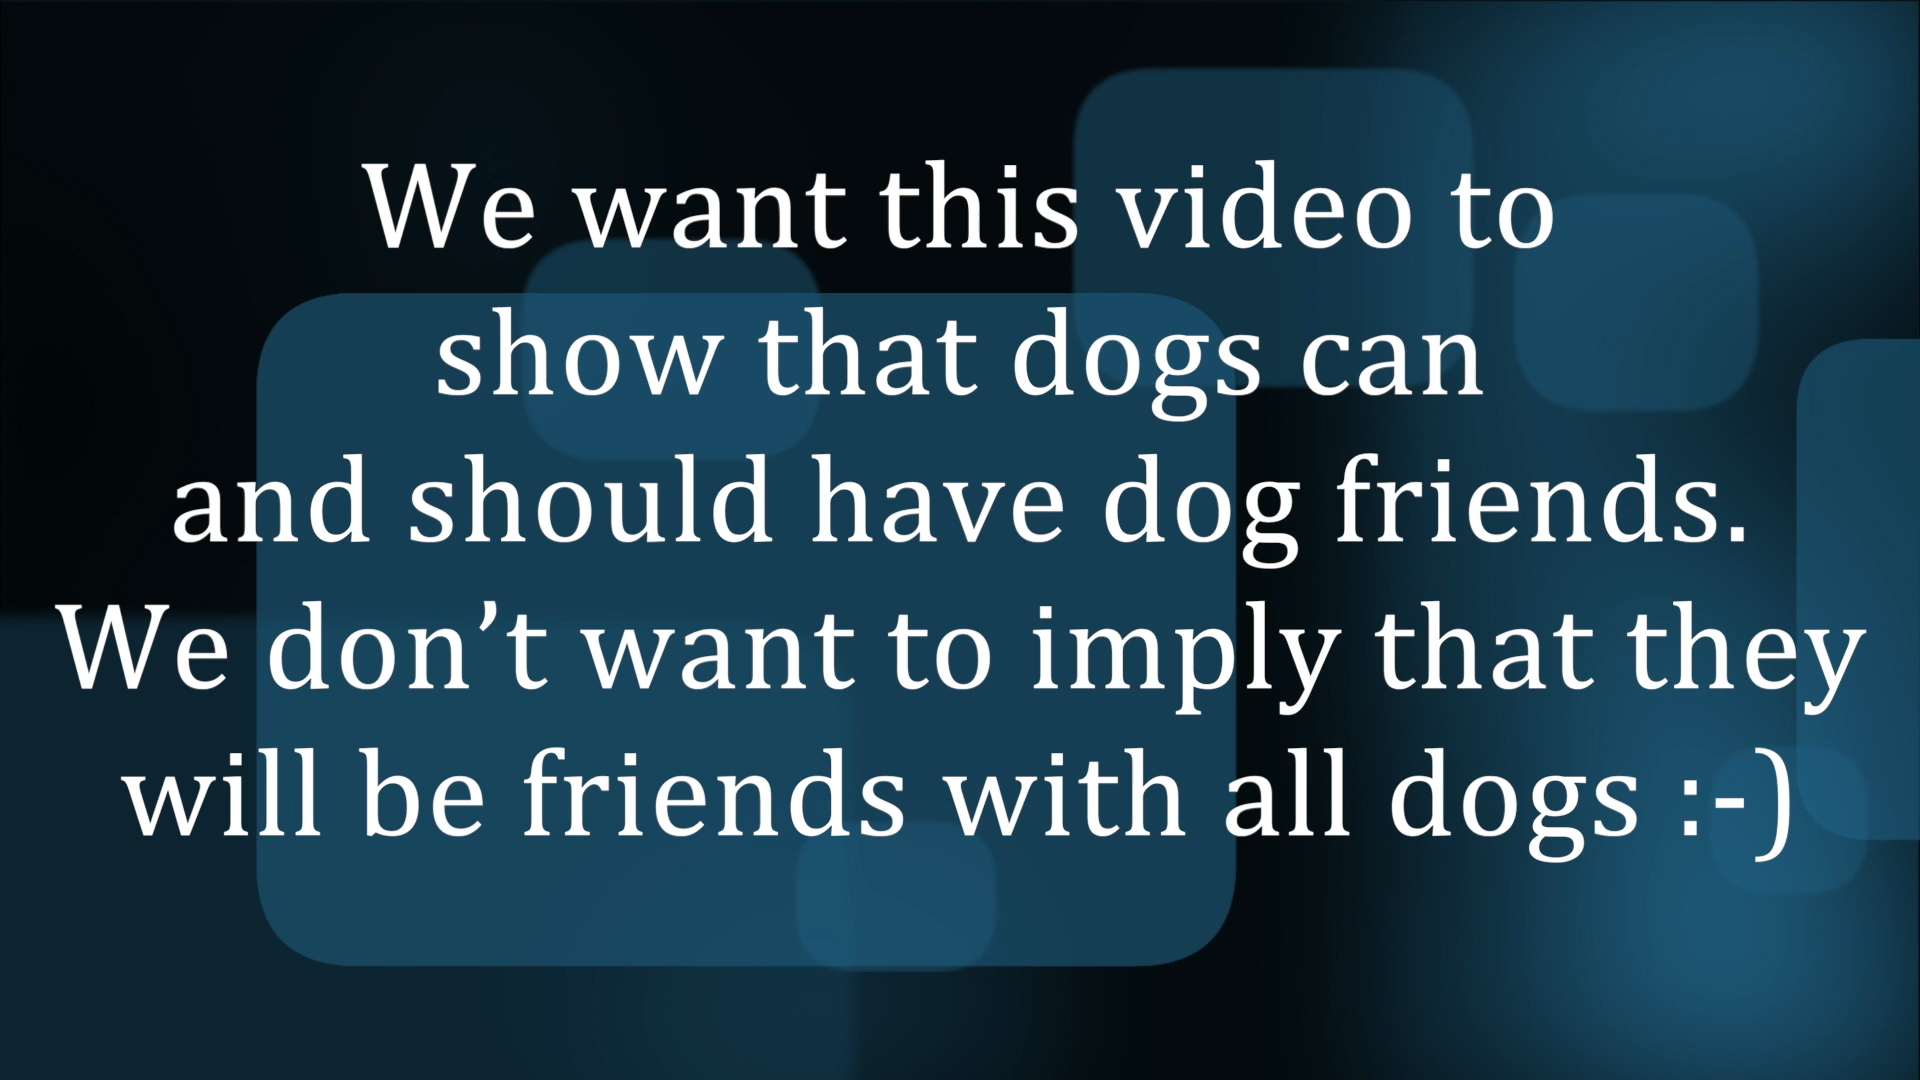 We want this video to
show that dogs can
and should have dog friends.
We don’t want to imply that they
will be friends with all dogs :-)